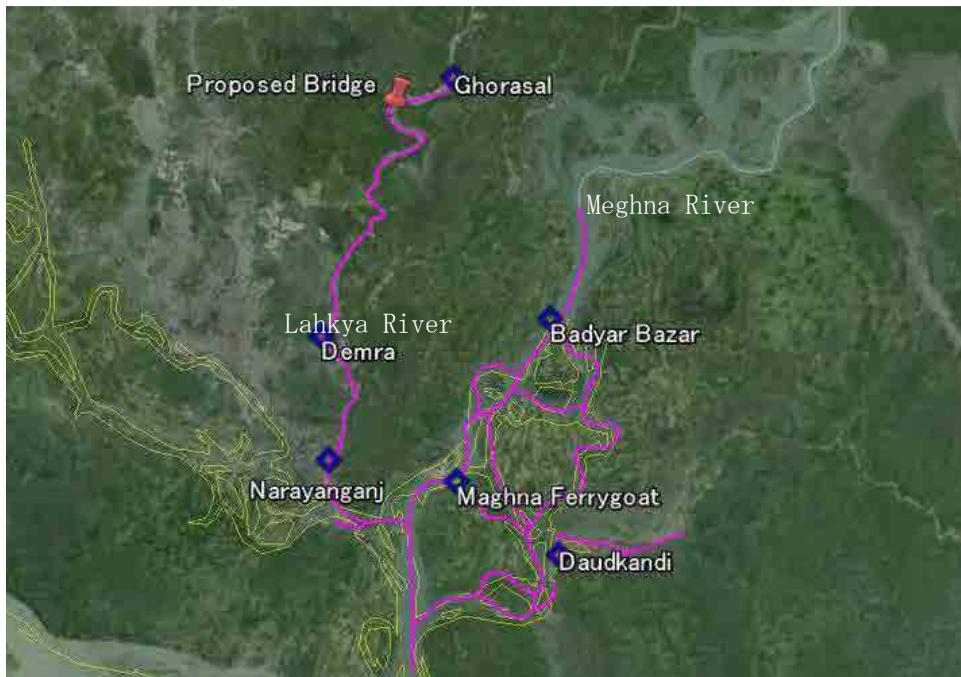 Proposed Bridge
Ghorasal
Meghna River
Lahkya River
Demra
Badyar Bazar
Narayanganj
Maghna Ferrygoat
Daudkandi